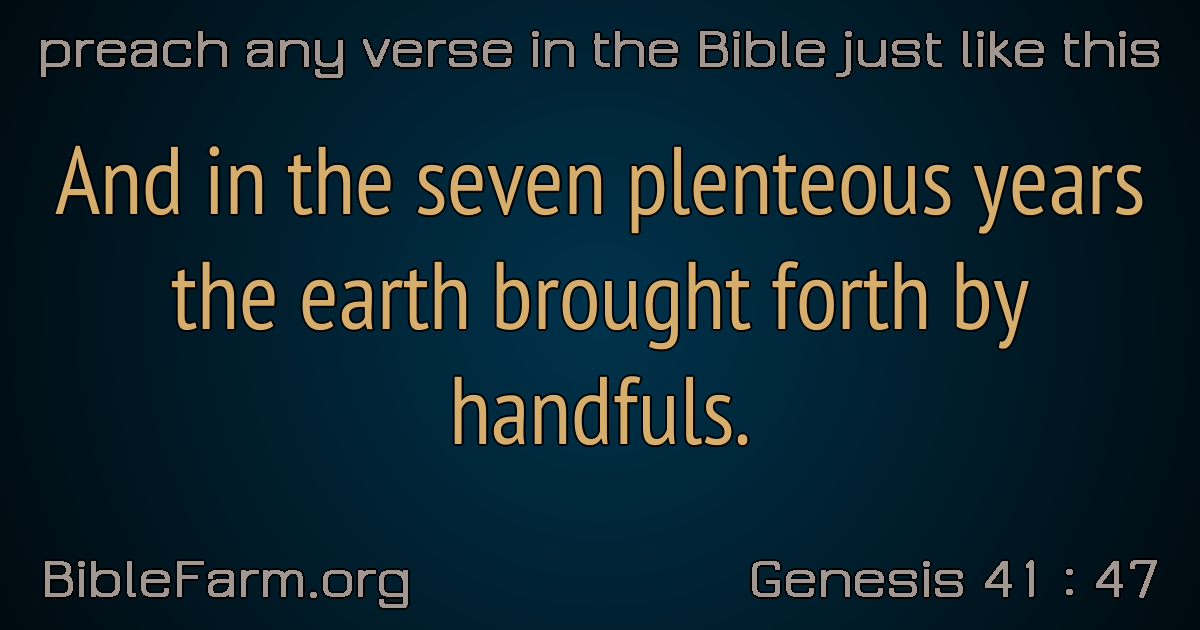 preach any verse in the Bible just like this
And in the seven plenteous years
the earth brought forth by
handfuls.
BibleFarm.org
Genesis 41 : 47